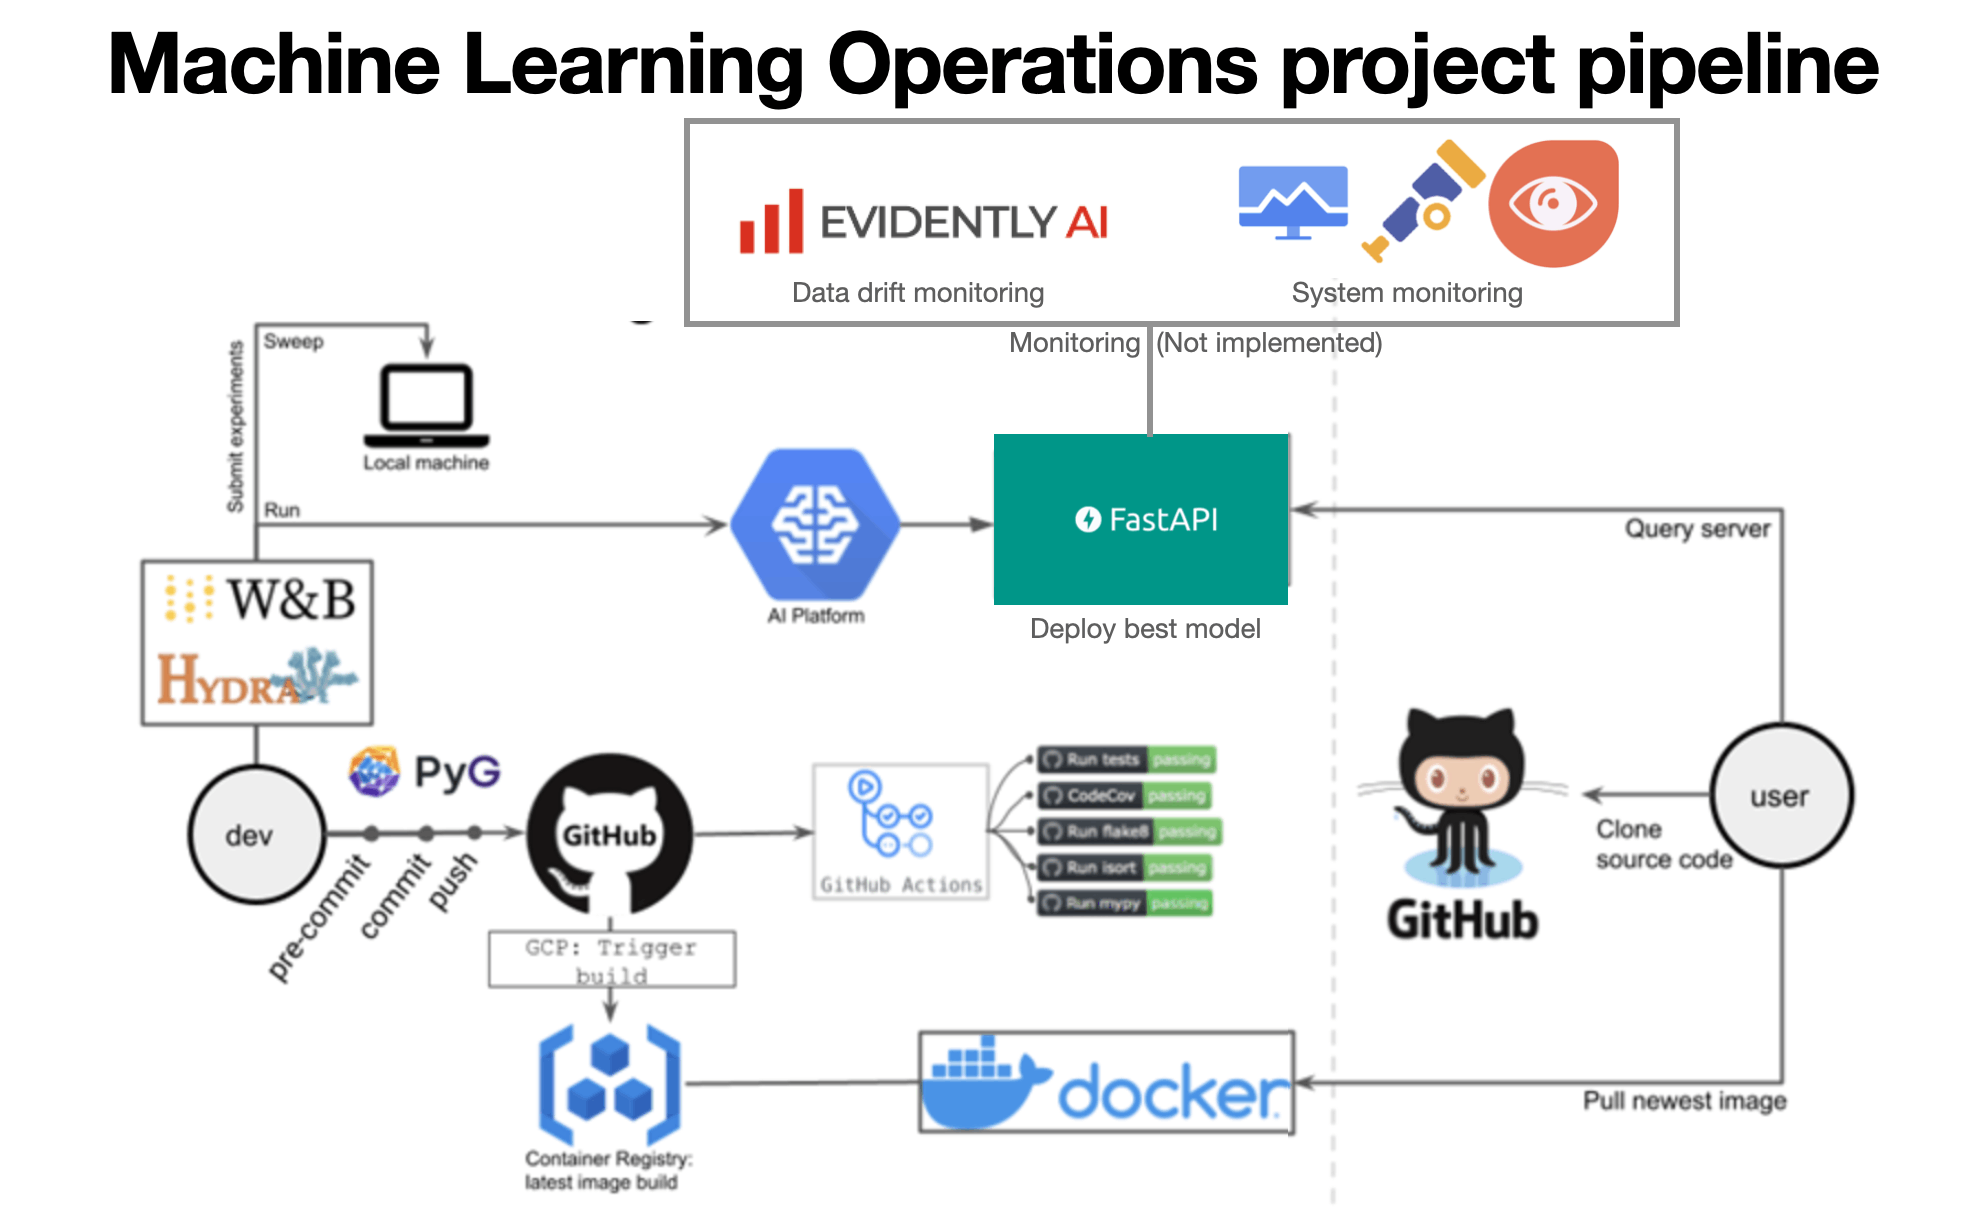 Machine Learning Operations project pipeline
EVIDENTLY AI
Data drift monitoring
System monitoring
Monitoring (Not implemented)
Submit experiments
Sweep
Local machine
Run
AI Platform
FastAPI
Deploy best model
Query server
W&B
HYDRA
PyG
dev
pre-commit
commit
push
GitHub
GitHub Actions
Run tests passing
CodeCov passing
Run flake8 passing
Run isort passing
Run mypy passing
GCP: Trigger
build
Container Registry:
latest image build
docker
GitHub
Clone
source code
user
Pull newest image